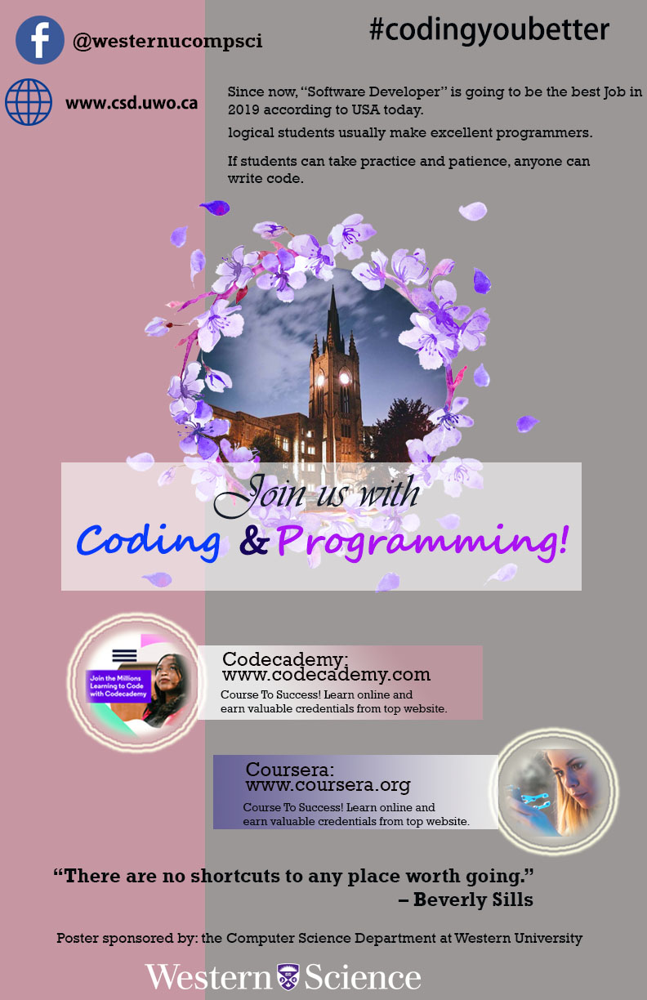 @westernucompsci
#codingyoubetter
www.csd.uwo.ca
Since now, “Software Developer” is going to be the best Job in
2019 according to USA today.
logical students usually make excellent programmers.
If students can take practice and patience, anyone can
write code.
Join us with
Coding & Programming!
Join the Millions
Learning to Code
with Codecademy
Codecademy:
www.codecademy.com
Course To Success! Learn online and
earn valuable credentials from top website.
Coursera:
www.coursera.org
Course To Success! Learn online and
earn valuable credentials from top website.
“There are no shortcuts to any place worth going.”
– Beverly Sills
Poster sponsored by: the Computer Science Department at Western University
Western Science